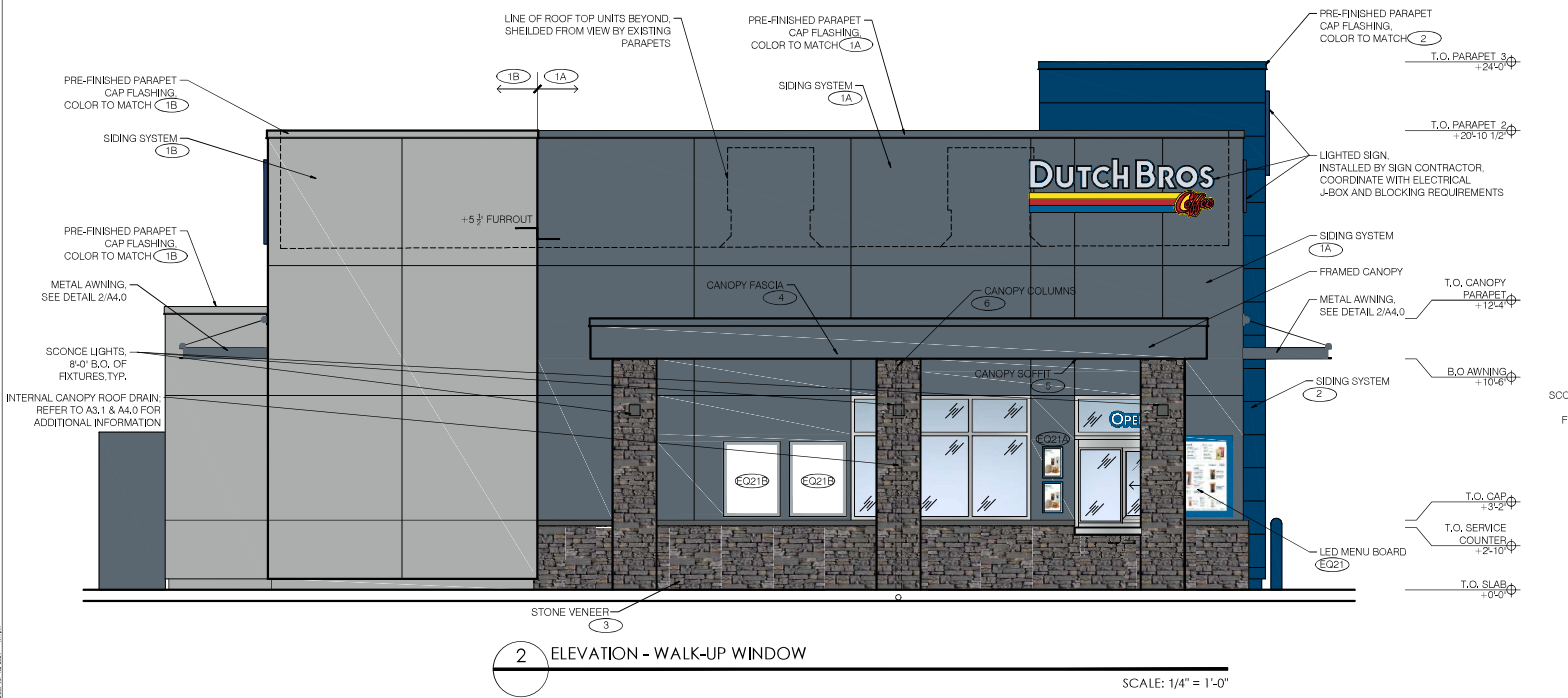 LINE OF ROOF TOP UNITS BEYOND,
SHEILDED FROM VIEW BY EXISTING
PARAPETS
PRE-FINISHED PARAPET
CAP FLASHING,
COLOR TO MATCH 1A
PRE-FINISHED PARAPET
CAP FLASHING,
COLOR TO MATCH 2
T.O. PARAPET 3
+24'-0"
PRE-FINISHED PARAPET
CAP FLASHING,
COLOR TO MATCH 1B
1B 1A
SIDING SYSTEM
1A
SIDING SYSTEM
1B
T.O. PARAPET 2
+20'-10 1/2"
LIGHTED SIGN,
INSTALLED BY SIGN CONTRACTOR,
COORDINATE WITH ELECTRICAL
J-BOX AND BLOCKING REQUIREMENTS
DUTCH BROS
Coffee
+5 1/2" FURROUT
PRE-FINISHED PARAPET
CAP FLASHING,
COLOR TO MATCH 1B
SIDING SYSTEM
1A
FRAMED CANOPY
METAL AWNING,
SEE DETAIL 2/A4.0
CANOPY FASCIA
4
CANOPY COLUMNS
6
METAL AWNING,
SEE DETAIL 2/A4.0
T.O. CANOPY
PARAPET
+12'-4"
SCONCE LIGHTS,
8'-0" B.O. OF
FIXTURES,TYP.
CANOPY SOFFIT
5
B.O AWNING
+10'-6"
SIDING SYSTEM
2
INTERNAL CANOPY ROOF DRAIN;
REFER TO A3.1 & A4.0 FOR
ADDITIONAL INFORMATION
SCO
F
OPE
EQ21A
EQ21B
EQ21B
T.O. CAP
+3'-2"
T.O. SERVICE
COUNTER
+2'-10"
LED MENU BOARD
EQ21
T.O. SLAB
+0'-0"
STONE VENEER
3
2 ELEVATION - WALK-UP WINDOW
SCALE: 1/4" = 1'-0"